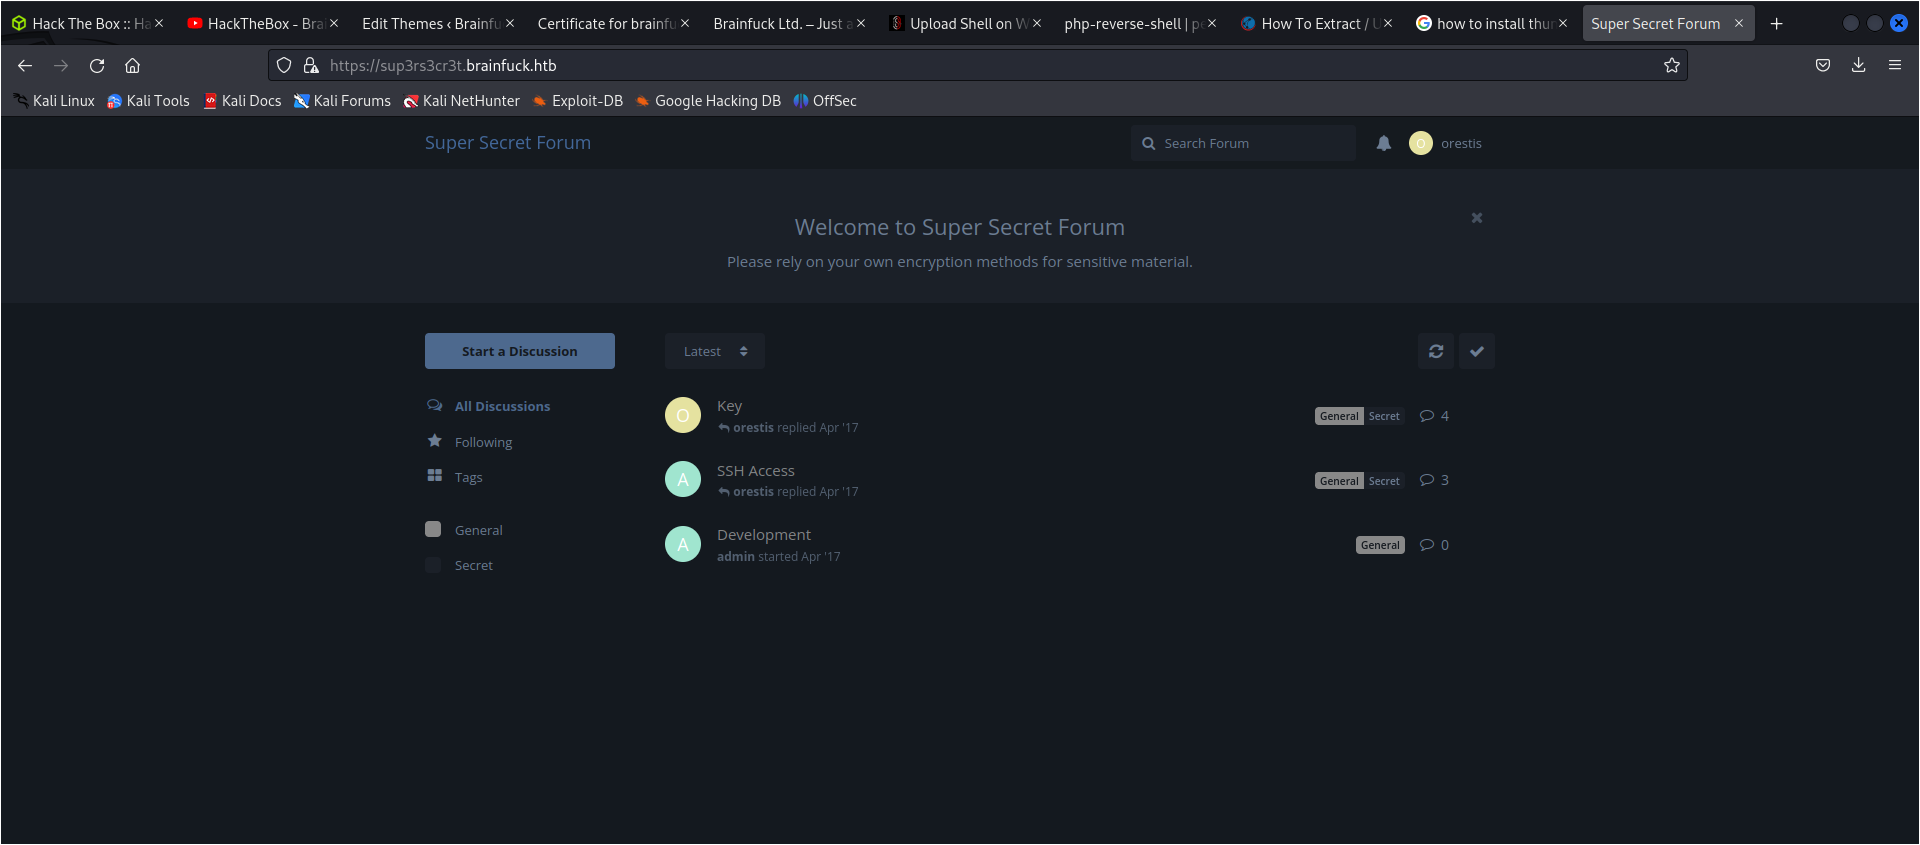 Hack The Box :: Ha
HackTheBox - Bra
Edit Themes ‹ Brainfu
Certificate for brainfu
Brainfuck Ltd. – Just a
Upload Shell on W
php-reverse-shell | pe
How To Extract / U
how to install thun
Super Secret Forum
https://sup3rs3cr3t.brainfuck.htb
Kali Linux Kali Tools Kali Docs Kali Forums Kali NetHunter Exploit-DB Google Hacking DB OffSec
Super Secret Forum Search Forum O orestis
Welcome to Super Secret Forum
Please rely on your own encryption methods for sensitive material.
Start a Discussion
All Discussions
Following
Tags
General
Secret
Latest
O Key General Secret 4
orestis replied Apr '17
A SSH Access General Secret 3
orestis replied Apr '17
A Development General 0
admin started Apr '17